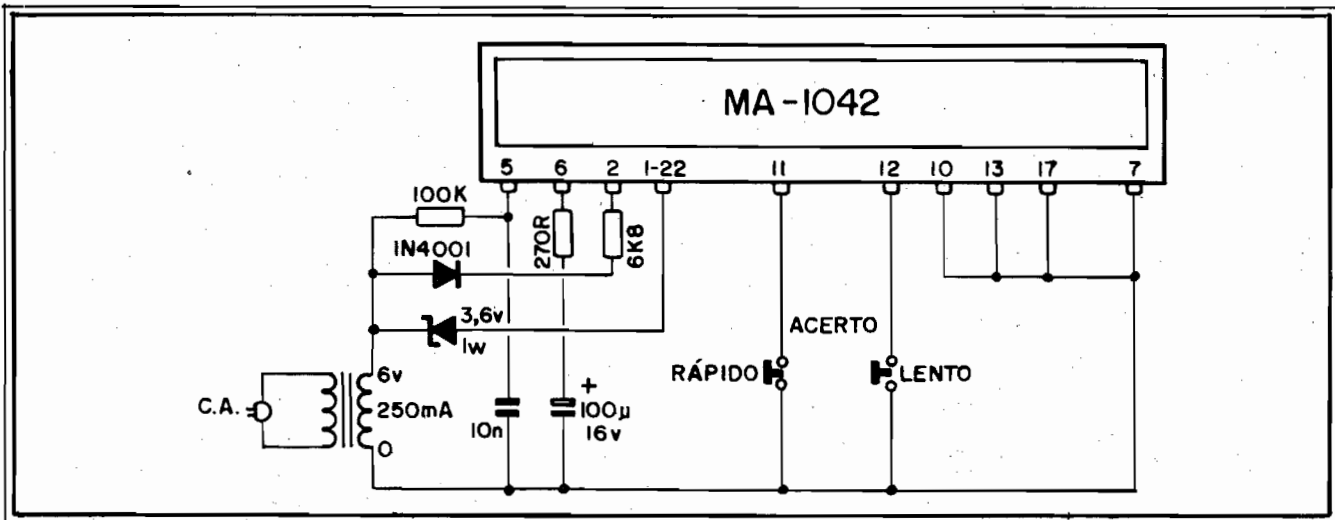 MA-1042
5 6 2 1-22 11 12 10 13 17 7
100K
1N4001
270R
6K8
3,6v
1w
ACERTO
RÁPIDO
LENTO
C.A.
6v
250mA
0
10n
+
100µ
16v